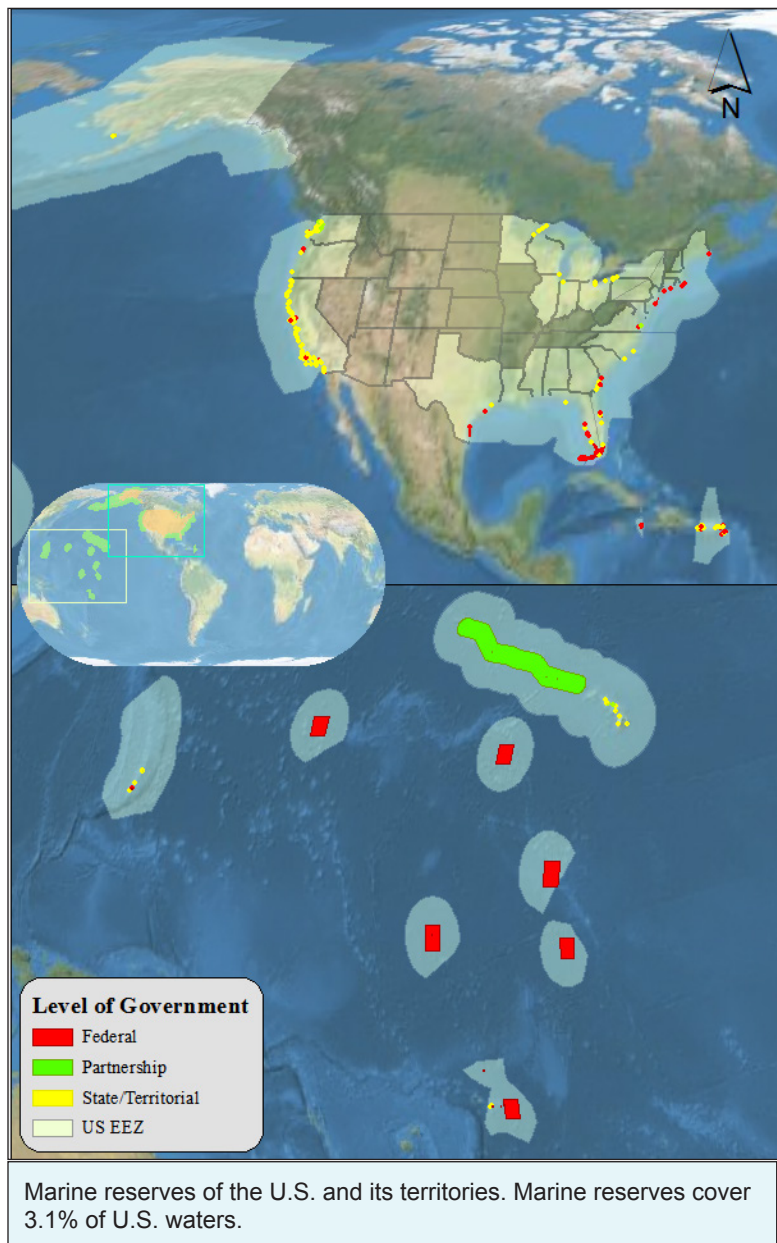 N
Level of Government
Federal
Partnership
State/Territorial
US EEZ
Marine reserves of the U.S. and its territories. Marine reserves cover
3.1% of U.S. waters.